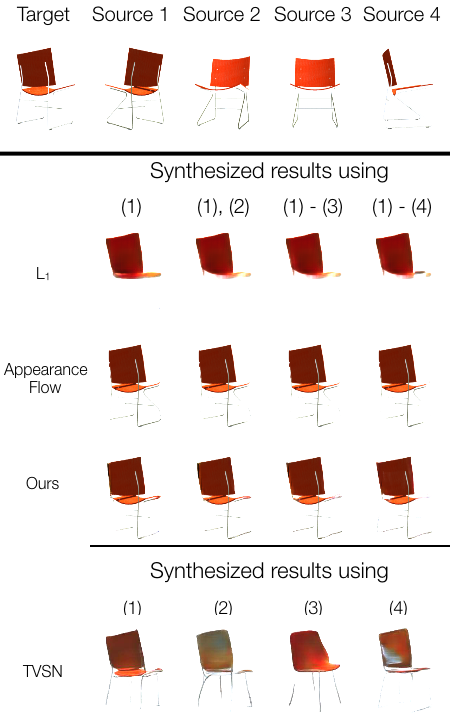 Target Source 1 Source 2 Source 3 Source 4
Synthesized results using
(1) (1), (2) (1) - (3) (1) - (4)
L₁
Appearance
Flow
Ours
Synthesized results using
(1) (2) (3) (4)
TVSN